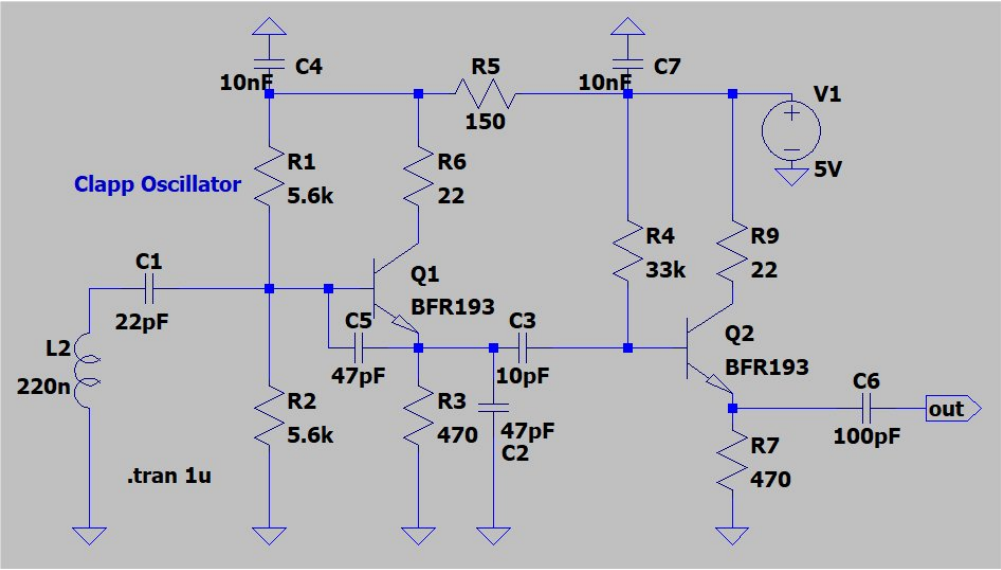 C4
10nF
R5
150
C7
10nF
V1
5V
R1
5.6k
R6
22
Clapp Oscillator
R4
33k
R9
22
C1
22pF
Q1
BFR193
C5
47pF
C3
10pF
Q2
BFR193
L2
220n
R2
5.6k
R3
470
47pF
C2
C6
100pF
out
R7
470
.tran 1u
+
−